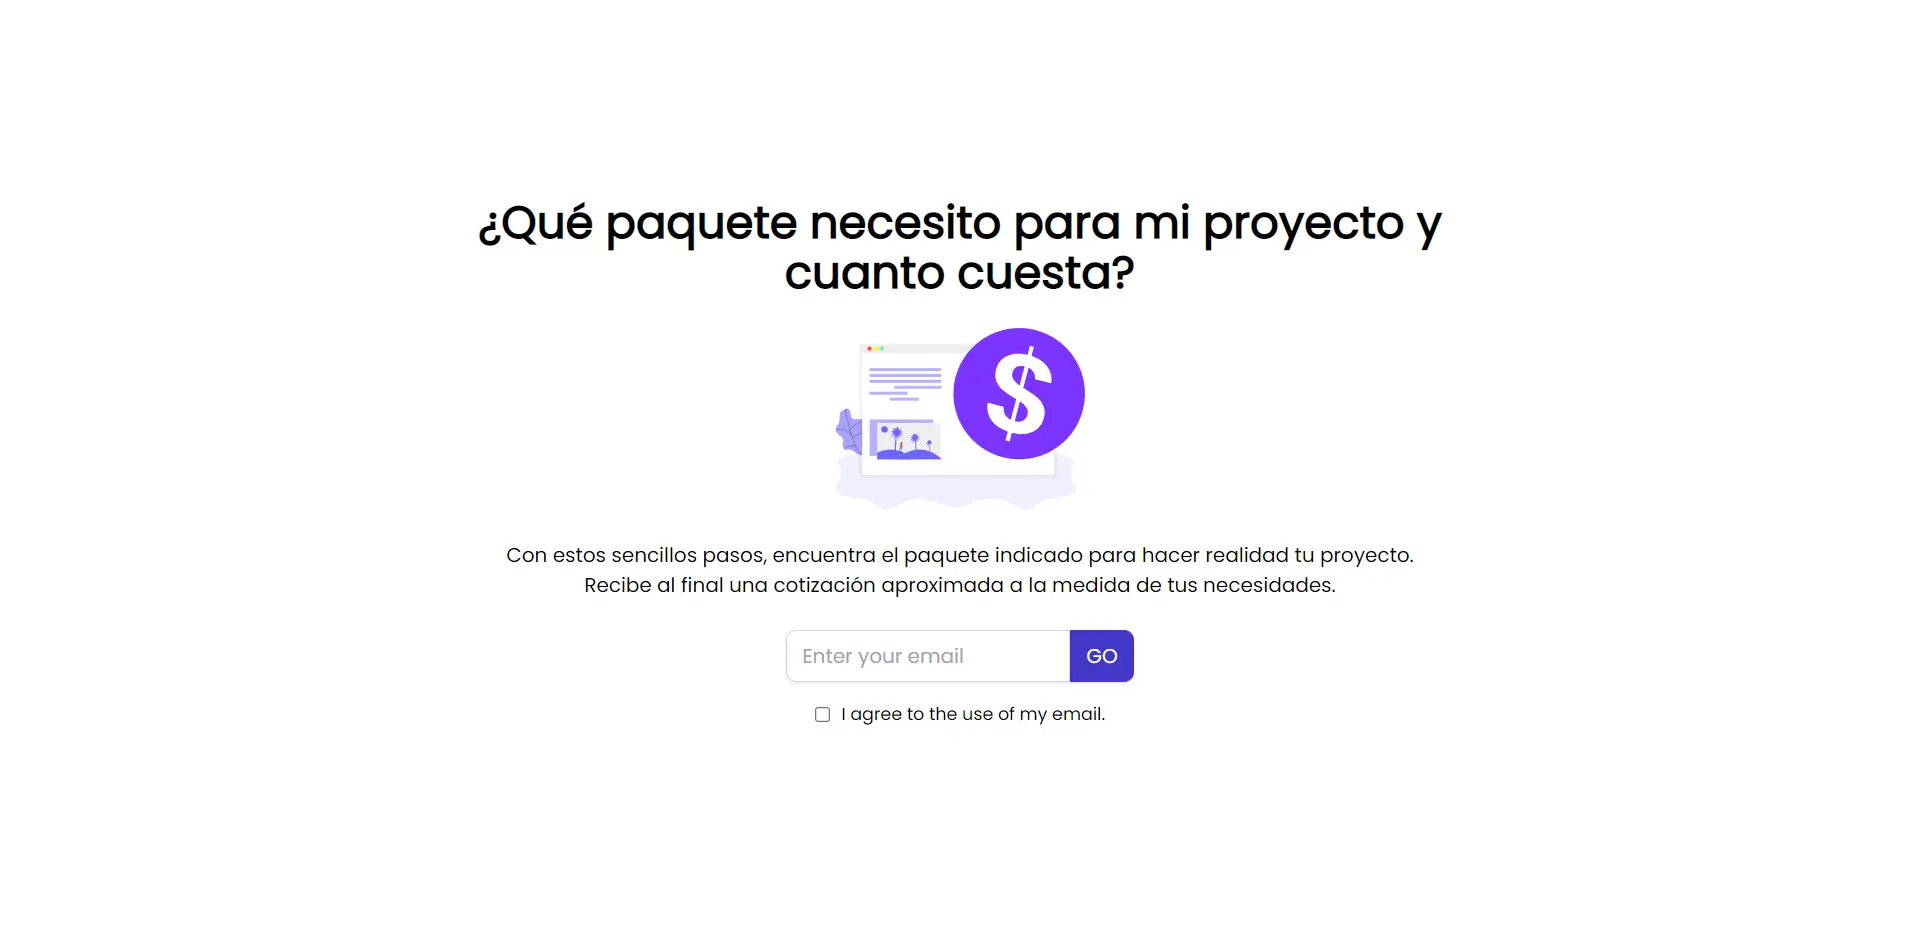 ¿Qué paquete necesito para mi proyecto y
cuanto cuesta?
$
Con estos sencillos pasos, encuentra el paquete indicado para hacer realidad tu proyecto.
Recibe al final una cotización aproximada a la medida de tus necesidades.
Enter your email
GO
I agree to the use of my email.